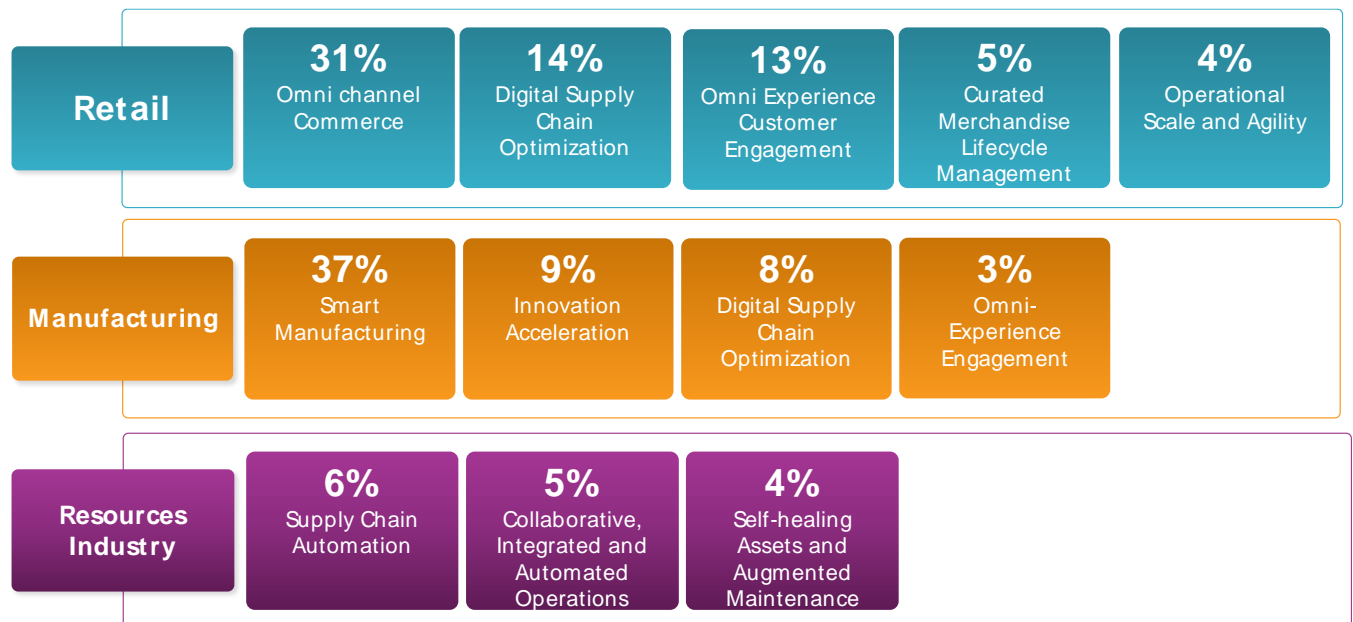 Retail
31%
Omni channel
Commerce
14%
Digital Supply
Chain
Optimization
13%
Omni Experience
Customer
Engagement
5%
Curated
Merchandise
Lifecycle
Management
4%
Operational
Scale and Agility
Manufacturing
37%
Smart
Manufacturing
9%
Innovation
Acceleration
8%
Digital Supply
Chain
Optimization
3%
Omni-
Experience
Engagement
Resources
Industry
6%
Supply Chain
Automation
5%
Collaborative,
Integrated and
Automated
Operations
4%
Self-healing
Assets and
Augmented
Maintenance